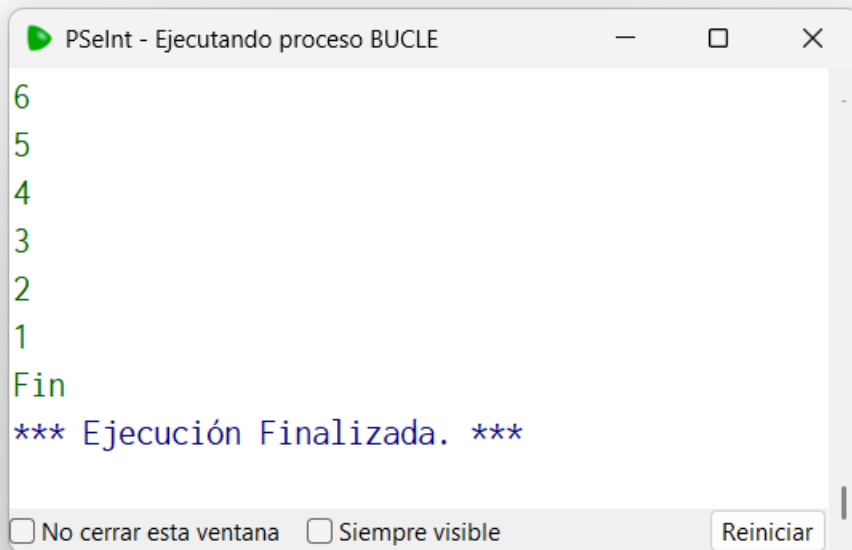 PSeInt - Ejecutando proceso BUCLE
6
5
4
3
2
1
Fin
*** Ejecución Finalizada. ***
No cerrar esta ventana Siempre visible Reiniciar